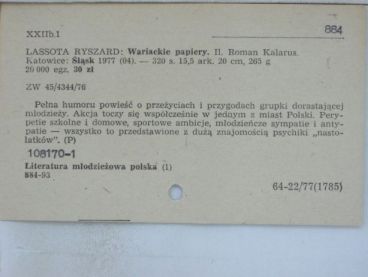 XXIIb.1
884
LASSOTA RYSZARD: Wariackie papiery. Il. Roman Kalarus.
Katowice: Śląsk 1977 (04). — 320 s. 15,5 ark. 20 cm, 265 g
20 000 egz. 30 zł
ZW 45/4344/76
Pełna humoru powieść o przeżyciach i przygodach grupki dorastającej
młodzieży. Akcja toczy się współcześnie w jednym z miast Polski. Pery-
petie szkolne i domowe, sportowe ambicje, młodzieńcze sympatie i anty-
patie — wszystko to przedstawione z dużą znajomością psychiki „nasto-
latków". (P)
108170-1
Literatura młodzieżowa polska (1)
884-93
64-22/77(1785)